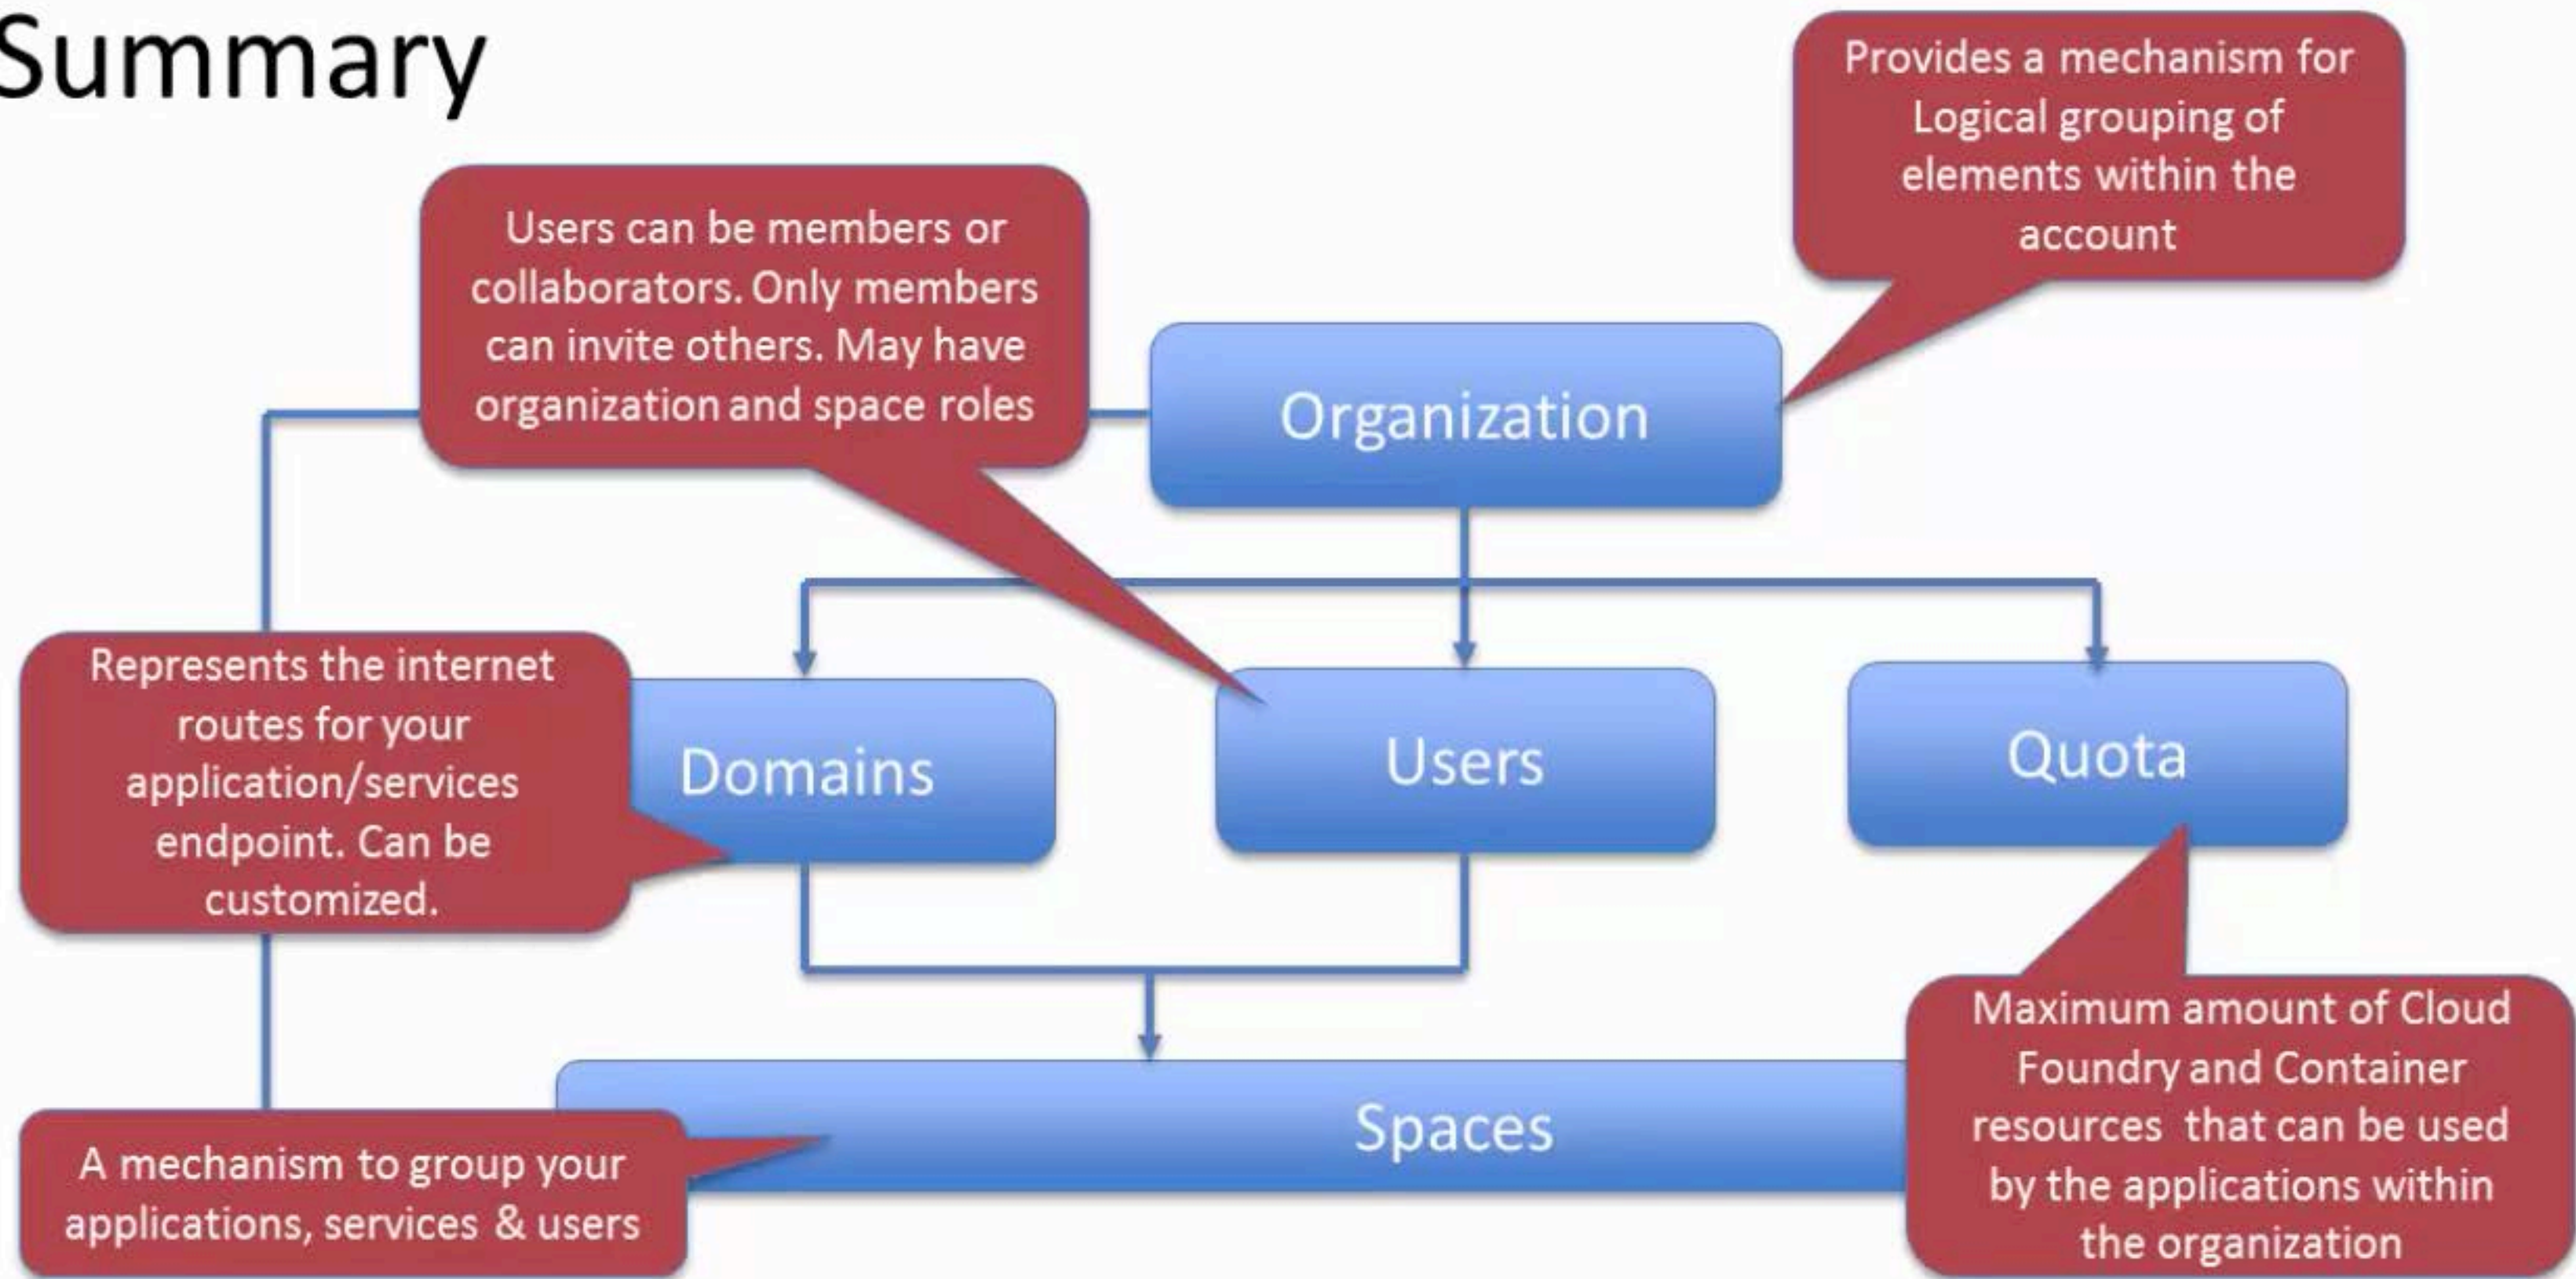 Summary
Provides a mechanism for
Logical grouping of
elements within the
account
Users can be members or
collaborators. Only members
can invite others. May have
organization and space roles
Organization
Represents the internet
routes for your
application/services
endpoint. Can be
customized.
Domains
Users
Quota
Maximum amount of Cloud
Foundry and Container
resources that can be used
by the applications within
the organization
Spaces
A mechanism to group your
applications, services & users